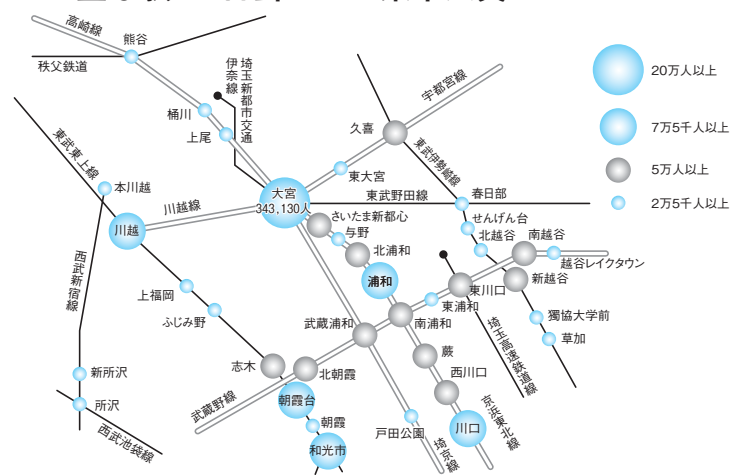 高崎線
熊谷
秩父鉄道
伊奈線
埼玉新都市交通
桶川
上尾
宇都宮線
久喜
東武伊勢崎線
東大宮
東武東上線
本川越
大宮
343,130人
東武野田線
春日部
川越線
さいたま新都心
せんげん台
川越
与野
北越谷
南越谷
北浦和
越谷レイクタウン
西武新宿線
浦和
新越谷
東川口
上福岡
東浦和
ふじみ野
武蔵浦和
南浦和
獨協大学前
草加
埼玉高速鉄道線
志木
北朝霞
蕨
新所沢
西川口
武蔵野線
朝霞台
所沢
朝霞
戸田公園
川口
京浜東北線
西武池袋線
和光市
埼京線
20万人以上
7万5千人以上
5万人以上
2万5千人以上